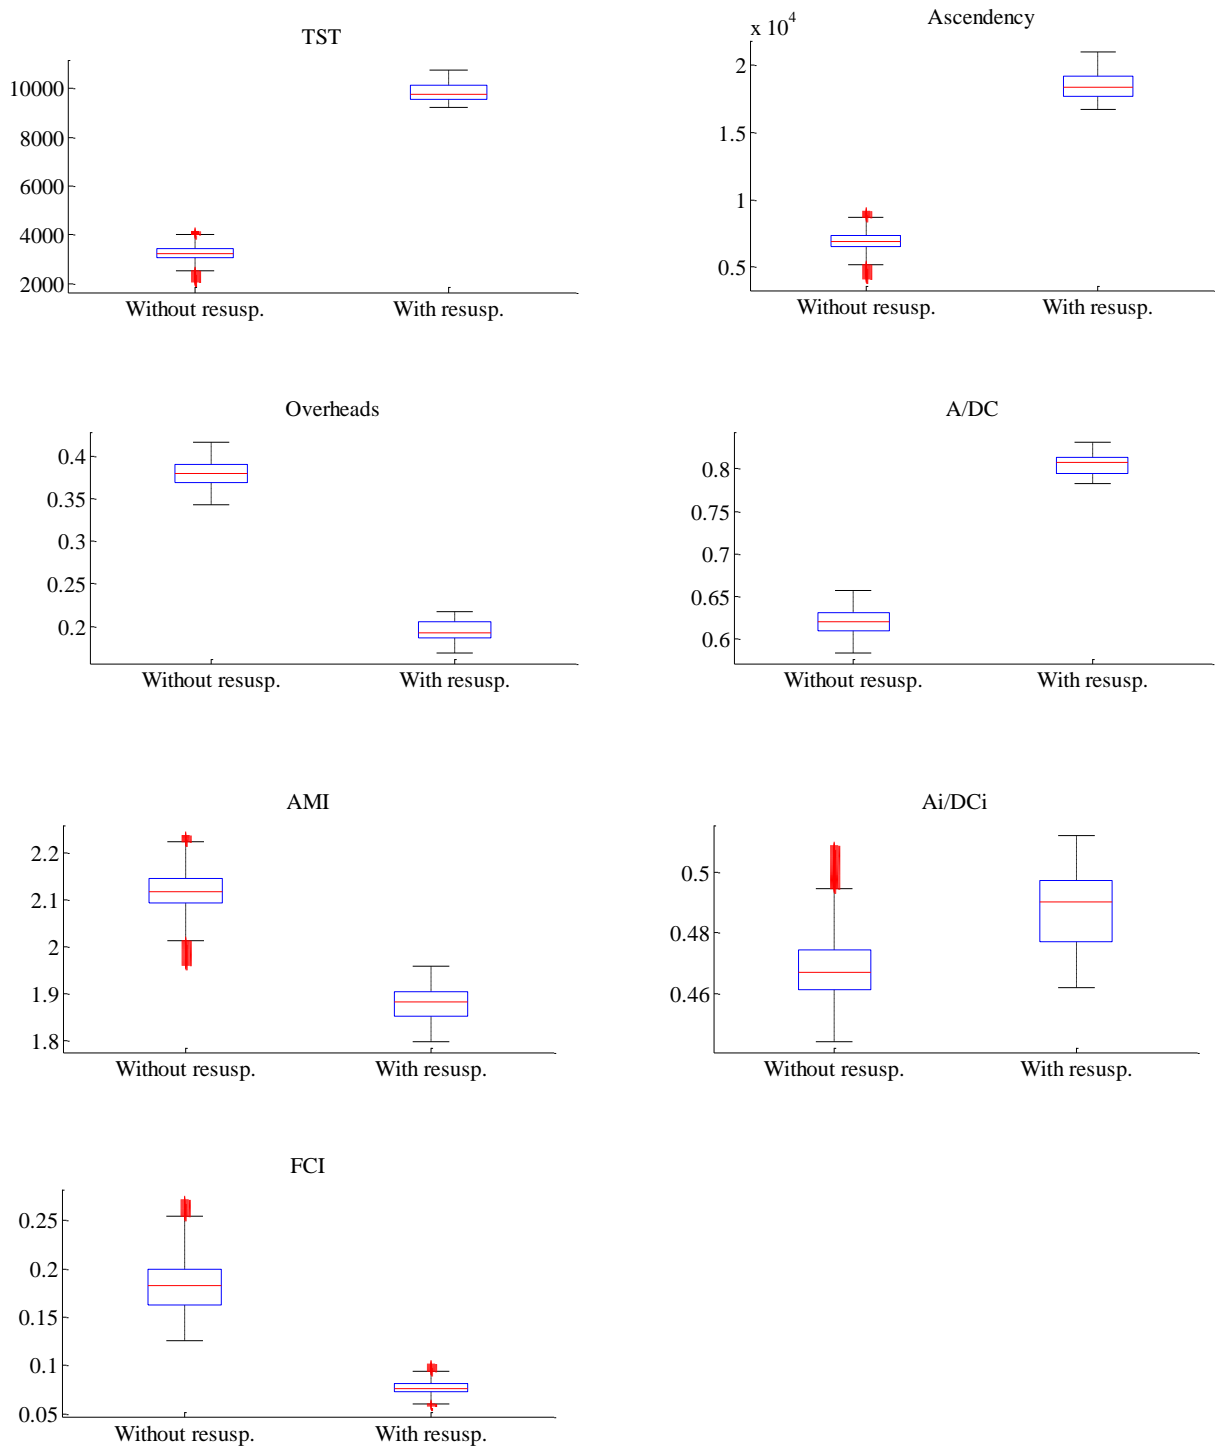 TST
10000
8000
6000
4000
2000
Without resusp. With resusp.
Ascendency
x 10^4
2
1.5
1
0.5
Without resusp. With resusp.
Overheads
0.4
0.35
0.3
0.25
0.2
Without resusp. With resusp.
A/DC
0.8
0.75
0.7
0.65
0.6
Without resusp. With resusp.
AMI
2.2
2.1
2
1.9
1.8
Without resusp. With resusp.
Ai/DCi
0.5
0.48
0.46
Without resusp. With resusp.
FCI
0.25
0.2
0.15
0.1
0.05
Without resusp. With resusp.